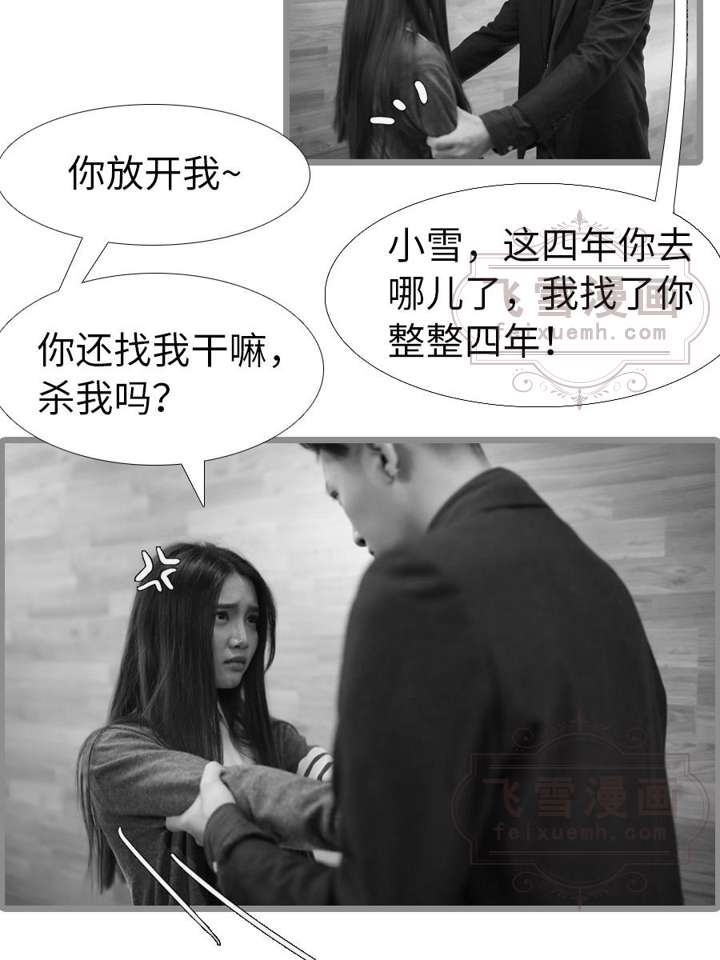 你放开我~
小雪，这四年你去
哪儿了，我找了你
整整四年！
你还找我干嘛，
杀我吗？
飞雪漫画
feixuemh.com
飞雪漫画
feixuemh.com